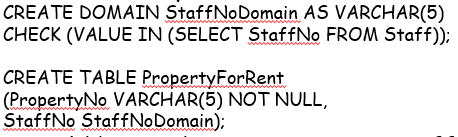 CREATE DOMAIN StaffNoDomain AS VARCHAR(5)
CHECK (VALUE IN (SELECT StaffNo FROM Staff));
CREATE TABLE PropertyForRent
(PropertyNo VARCHAR(5) NOT NULL,
StaffNo StaffNoDomain);